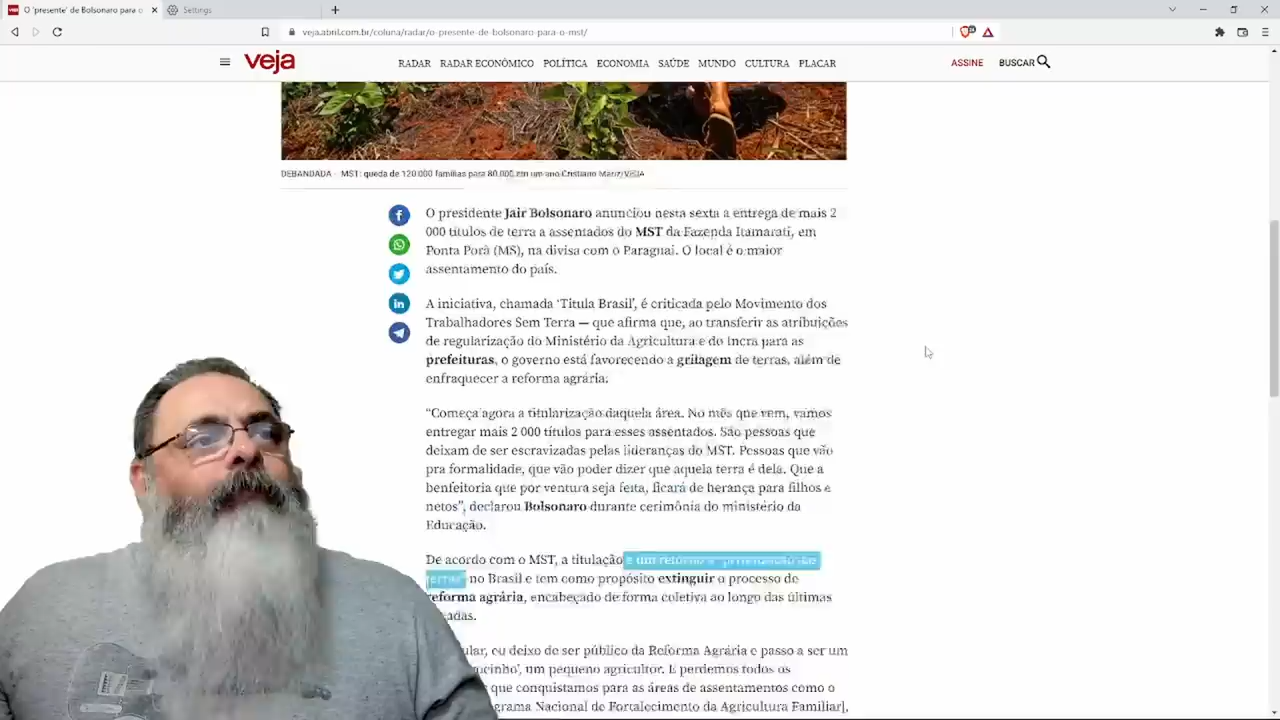 O 'presente' de Bolsonaro para o
Settings
veja.abril.com.br/coluna/radar/o-presente-de-bolsonaro-para-o-mst/
veja
RADAR RADAR ECONÔMICO POLÍTICA ECONOMIA SAÚDE MUNDO CULTURA PLACAR
ASSINE BUSCAR
DEBANDADA - MST: queda de 120.000 famílias para 80.000 em um ano Cristiano Mariz/VEJA
O presidente Jair Bolsonaro anunciou nesta sexta a entrega de mais 2
000 títulos de terra a assentados do MST da Fazenda Itamarati, em
Ponta Porã (MS), na divisa com o Paraguai. O local é o maior
assentamento do país.
A iniciativa, chamada 'Titula Brasil', é criticada pelo Movimento dos
Trabalhadores Sem Terra — que afirma que, ao transferir as atribuições
de regularização do Ministério da Agricultura e do Incra para as
prefeituras, o governo está favorecendo a grilagem de terras, além de
enfraquecer a reforma agrária.
“Começa agora a titularização daquela área. No mês que vem, vamos
entregar mais 2 000 títulos para esses assentados. São pessoas que
deixam de ser escravizadas pelas lideranças do MST. Pessoas que vão
pra formalidade, que vão poder dizer que aquela terra é dela. Que a
benfeitoria que por ventura seja feita, ficará de herança para filhos e
netos”, declarou Bolsonaro durante cerimônia do ministério da
Educação.
De acordo com o MST, a titulação é um retorno à
terras” no Brasil e tem como propósito extinguir o processo de
reforma agrária, encabeçado de forma coletiva ao longo das últimas
adas.
ular, eu deixo de ser público da Reforma Agrária e passo a ser um
ocinho', um pequeno agricultor. E perdemos todos os
que conquistamos para as áreas de assentamentos como o
grama Nacional de Fortalecimento da Agricultura Familiar],